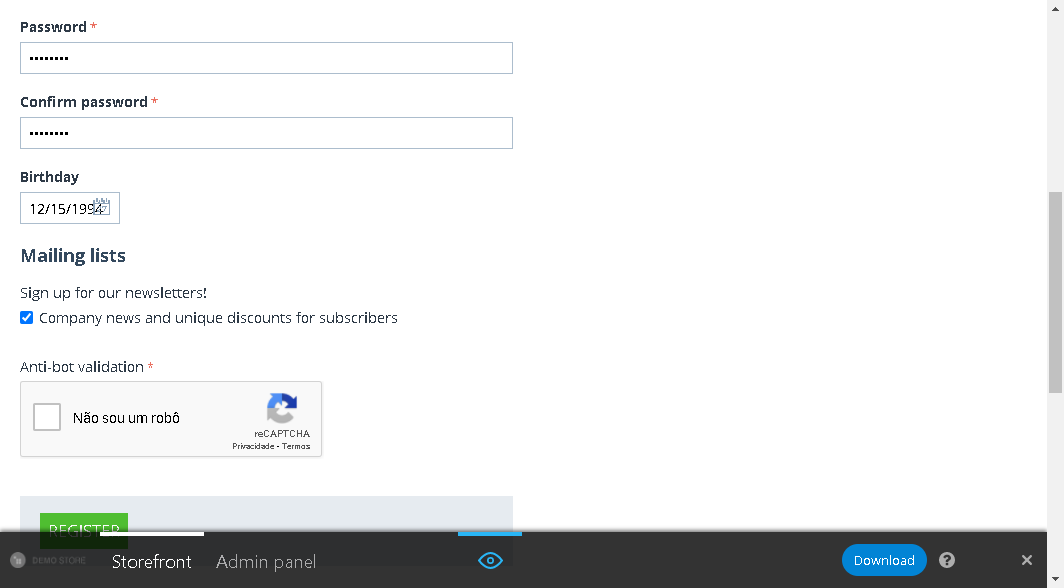 Password *
••••••••
Confirm password *
••••••••
Birthday
12/15/1994
Mailing lists
Sign up for our newsletters!
Company news and unique discounts for subscribers
Anti-bot validation *
Não sou um robô
reCAPTCHA
Privacidade - Termos
REGISTER
DEMO STORE
Storefront
Admin panel
Download
?